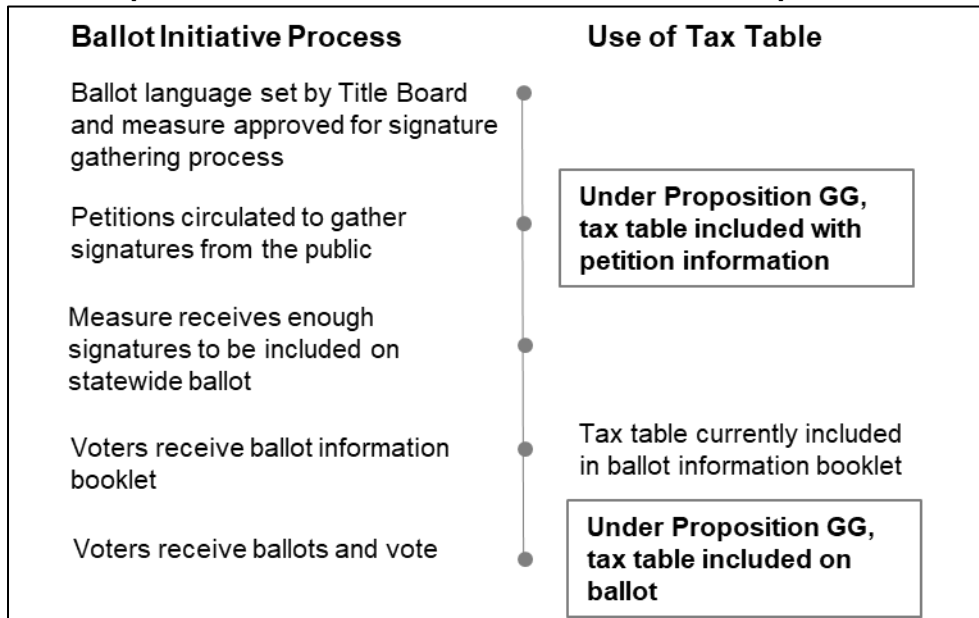 Ballot Initiative Process
Use of Tax Table
Ballot language set by Title Board
and measure approved for signature
gathering process
Petitions circulated to gather
signatures from the public
Under Proposition GG,
tax table included with
petition information
Measure receives enough
signatures to be included on
statewide ballot
Voters receive ballot information
booklet
Tax table currently included
in ballot information booklet
Voters receive ballots and vote
Under Proposition GG,
tax table included on
ballot